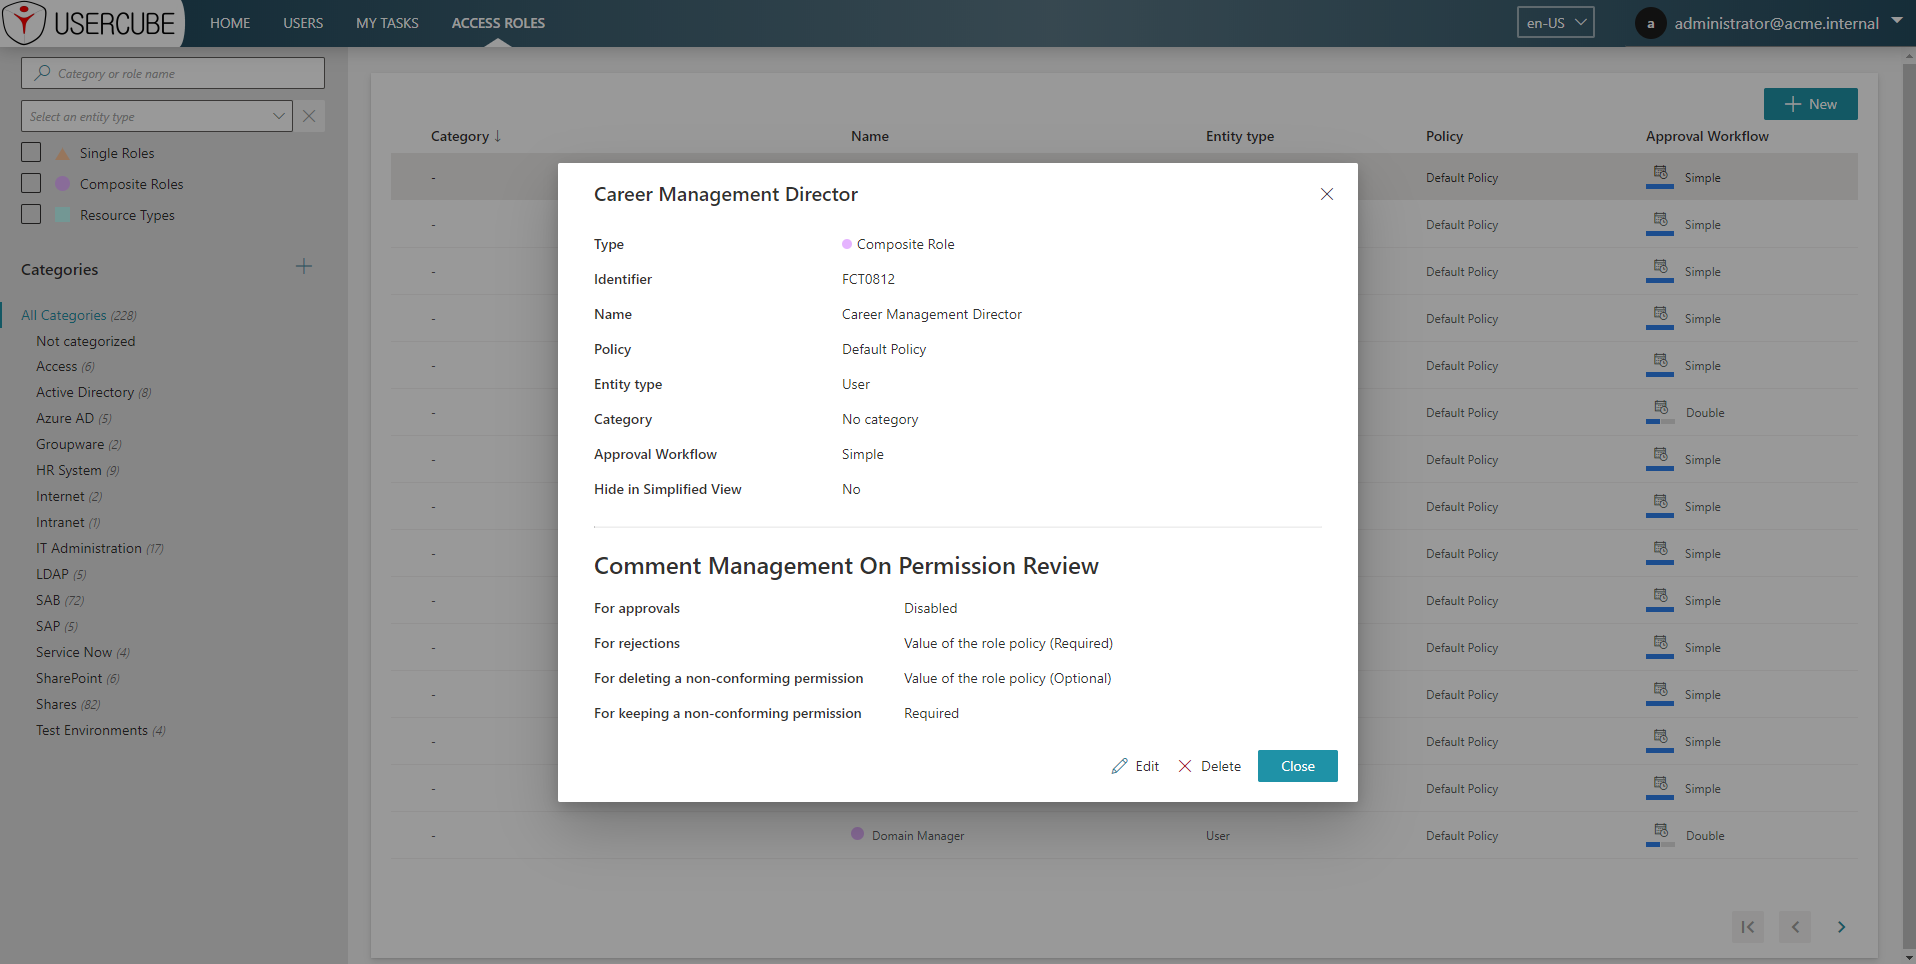 USERCUBE
HOME
USERS
MY TASKS
ACCESS ROLES
en-US
a
administrator@acme.internal
Category or role name
Select an entity type
Single Roles
Composite Roles
Resource Types
Categories
All Categories (228)
Not categorized
Access (6)
Active Directory (8)
Azure AD (5)
Groupware (2)
HR System (9)
Internet (2)
Intranet (1)
IT Administration (17)
LDAP (5)
SAB (72)
SAP (5)
Service Now (4)
SharePoint (6)
Shares (82)
Test Environments (4)
New
Category Name Entity type Policy Approval Workflow
- Default Policy Simple
- Default Policy Simple
- Default Policy Simple
- Default Policy Simple
- Default Policy Simple
- Default Policy Double
- Default Policy Simple
- Default Policy Simple
- Default Policy Simple
- Default Policy Simple
- Default Policy Simple
- Default Policy Simple
- Default Policy Simple
- Default Policy Simple
- Domain Manager User Default Policy Double
Career Management Director
Type Composite Role
Identifier FCT0812
Name Career Management Director
Policy Default Policy
Entity type User
Category No category
Approval Workflow Simple
Hide in Simplified View No
Comment Management On Permission Review
For approvals Disabled
For rejections Value of the role policy (Required)
For deleting a non-conforming permission Value of the role policy (Optional)
For keeping a non-conforming permission Required
Edit Delete Close